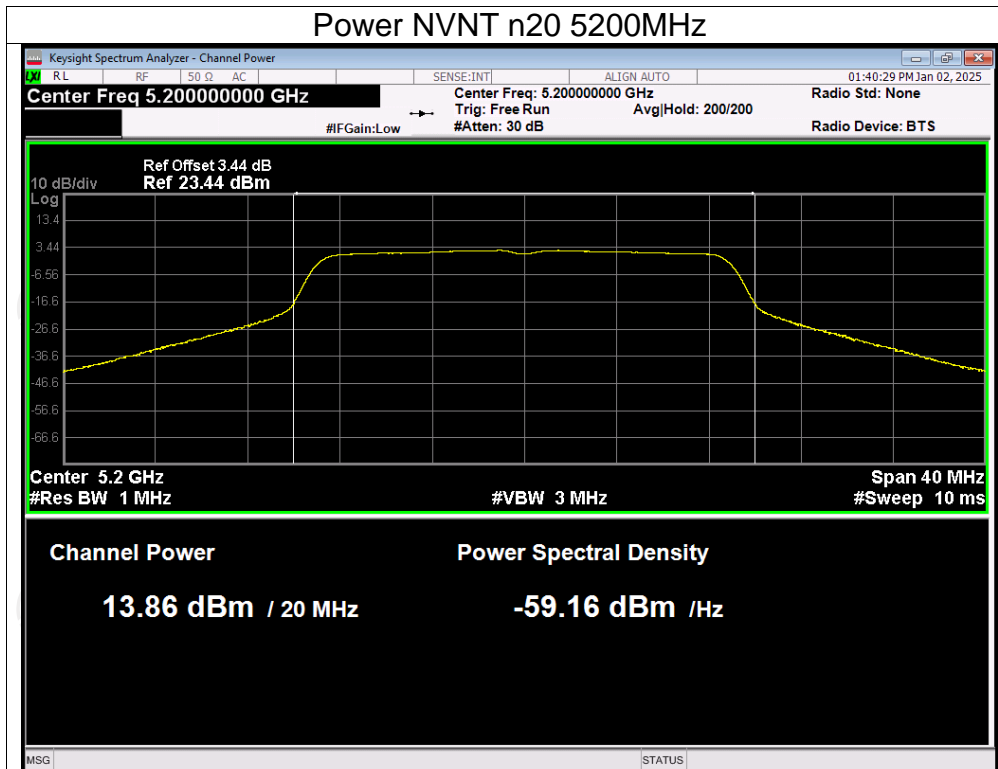 Power NVNT n20 5200MHz
Keysight Spectrum Analyzer - Channel Power
LXI RL RF 50 Ω AC SENSE:INT ALIGN AUTO 01:40:29 PM Jan 02, 2025
Center Freq 5.200000000 GHz
Center Freq: 5.200000000 GHz
Radio Std: None
Trig: Free Run Avg|Hold: 200/200
#IFGain:Low #Atten: 30 dB
Radio Device: BTS
Ref Offset 3.44 dB
10 dB/div Ref 23.44 dBm
Log
13.4
3.44
-6.56
-16.6
-26.6
-36.6
-46.6
-56.6
-66.6
Center 5.2 GHz Span 40 MHz
#Res BW 1 MHz #VBW 3 MHz #Sweep 10 ms
Channel Power Power Spectral Density
13.86 dBm / 20 MHz -59.16 dBm /Hz
MSG STATUS